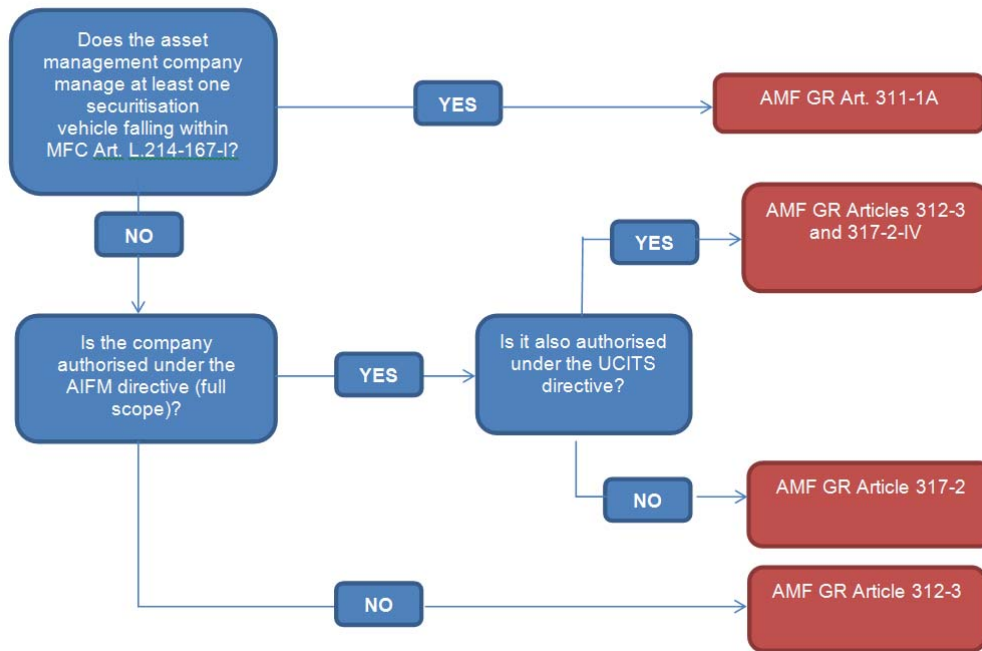 Does the asset
management company
manage at least one
securitisation
vehicle falling within
MFC Art. L.214-167-I?
YES
AMF GR Art. 311-1A
NO
AMF GR Articles 312-3
and 317-2-IV
YES
Is the company
authorised under the
AIFM directive (full
scope)?
YES
Is it also authorised
under the UCITS
directive?
NO
AMF GR Article 317-2
NO
AMF GR Article 312-3